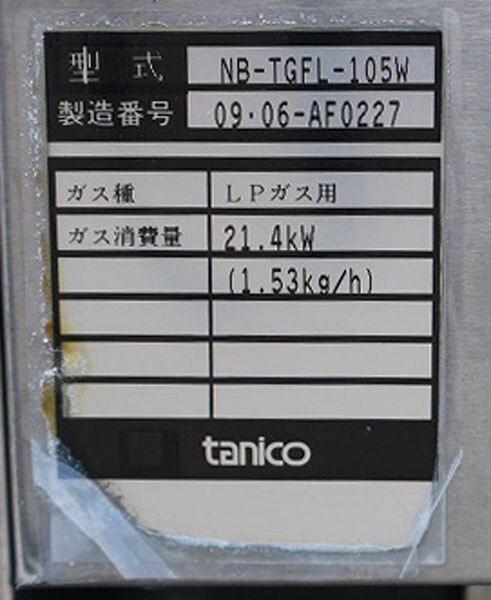 型式 NB-TGFL-105W
製造番号 09·06-AF0227
ガス種 LPガス用
ガス消費量 21.4kW
(1.53kg/h)
tanico